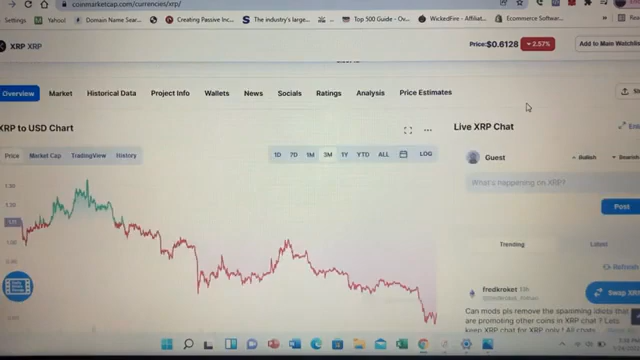 coinmarketcap.com/currencies/xrp/
Settings Yahoo! Domain Name Sear... Creating Passive Inc... The industry's large... Top 500 Guide - Ov... WickedFire - Affiliat... Ecommerce Softwar...
XRP XRP
Price: $0.6128 2.57% Add to Main Watchlis
Overview Market Historical Data Project Info Wallets News Socials Ratings Analysis Price Estimates
XRP to USD Chart
Price Market Cap TradingView History
1D 7D 1M 3M 1Y YTD ALL LOG
Live XRP Chat
Guest Bullish Bearish
What's happening on XRP?
Post
Trending Latest
Refresh
fredkroket 13h
Swap XR
Can mods pls remove the spamming idiots that
are promoting other coins in XRP chat ? Lets
keep XRP chat for XRP only ! All chats